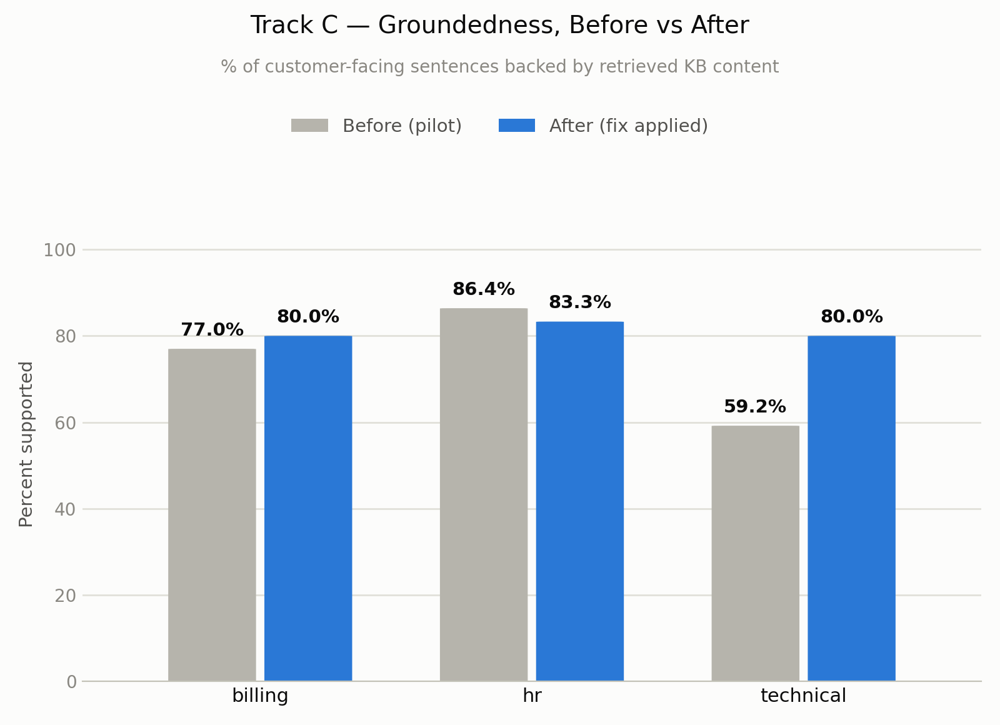 Track C — Groundedness, Before vs After
% of customer-facing sentences backed by retrieved KB content
Before (pilot)
After (fix applied)
Percent supported
100
80
60
40
20
0
77.0%
80.0%
86.4%
83.3%
59.2%
80.0%
billing
hr
technical